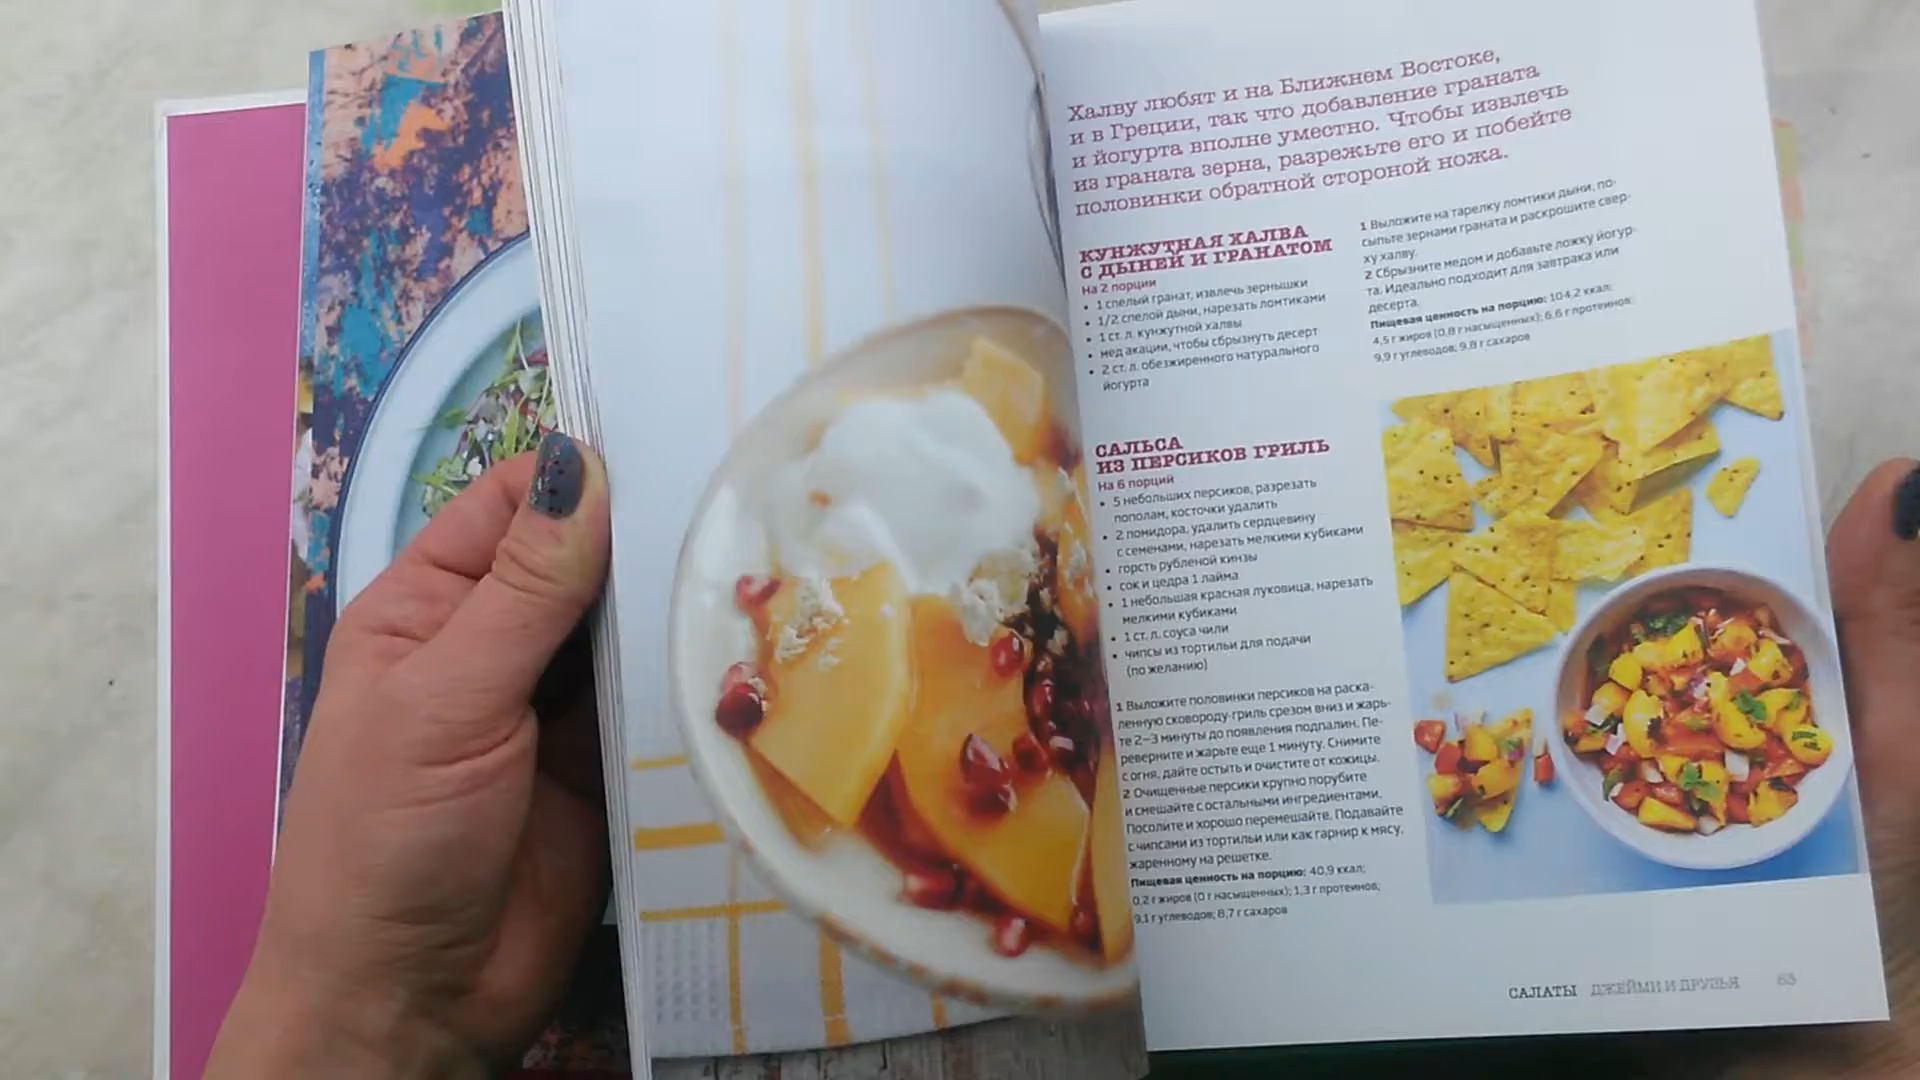 Халву любят и на Ближнем Востоке,
и в Греции, так что добавление граната
и йогурта вполне уместно. Чтобы извлечь
из граната зерна, разрежьте его и побейте
половинки обратной стороной ножа.
КУНЖУТНАЯ ХАЛВА
С ДЫНЕЙ И ГРАНАТОМ
На 2 порции
• 1 спелый гранат, извлечь зернышки
• 1/2 спелой дыни, нарезать ломтиками
• 1 ст. л. кунжутной халвы
• мед акации, чтобы сбрызнуть десерт
• 2 ст. л. обезжиренного натурального
йогурта
1 Выложите на тарелку ломтики дыни, по-
сыпьте зернами граната и раскрошите свер-
ху халву.
2 Сбрызните медом и добавьте ложку йогур-
та. Идеально подходит для завтрака или
десерта.
Пищевая ценность на порцию: 104,2 ккал;
4,5 г жиров (0,8 г насыщенных); 6,6 г протеинов;
9,9 г углеводов; 9,8 г сахаров
САЛЬСА
ИЗ ПЕРСИКОВ ГРИЛЬ
На 6 порций
• 5 небольших персиков, разрезать
пополам, косточки удалить
• 2 помидора, удалить сердцевину
с семенами, нарезать мелкими кубиками
• горсть рубленой кинзы
• сок и цедра 1 лайма
• 1 небольшая красная луковица, нарезать
мелкими кубиками
• 1 ст. л. соуса чили
• чипсы из тортильи для подачи
(по желанию)
1 Выложите половинки персиков на раска-
ленную сковороду-гриль срезом вниз и жарь-
те 2–3 минуты до появления подпалин. Пе-
реверните и жарьте еще 1 минуту. Снимите
с огня, дайте остыть и очистите от кожицы.
2 Очищенные персики крупно порубите
и смешайте с остальными ингредиентами.
Посолите и хорошо перемешайте. Подавайте
с чипсами из тортильи или как гарнир к мясу,
жаренному на решетке.
Пищевая ценность на порцию: 40,9 ккал;
0,2 г жиров (0 г насыщенных); 1,3 г протеинов;
9,1 г углеводов; 8,7 г сахаров
САЛАТЫ ДЖЕЙМИ И ДРУЗЬЯ 63